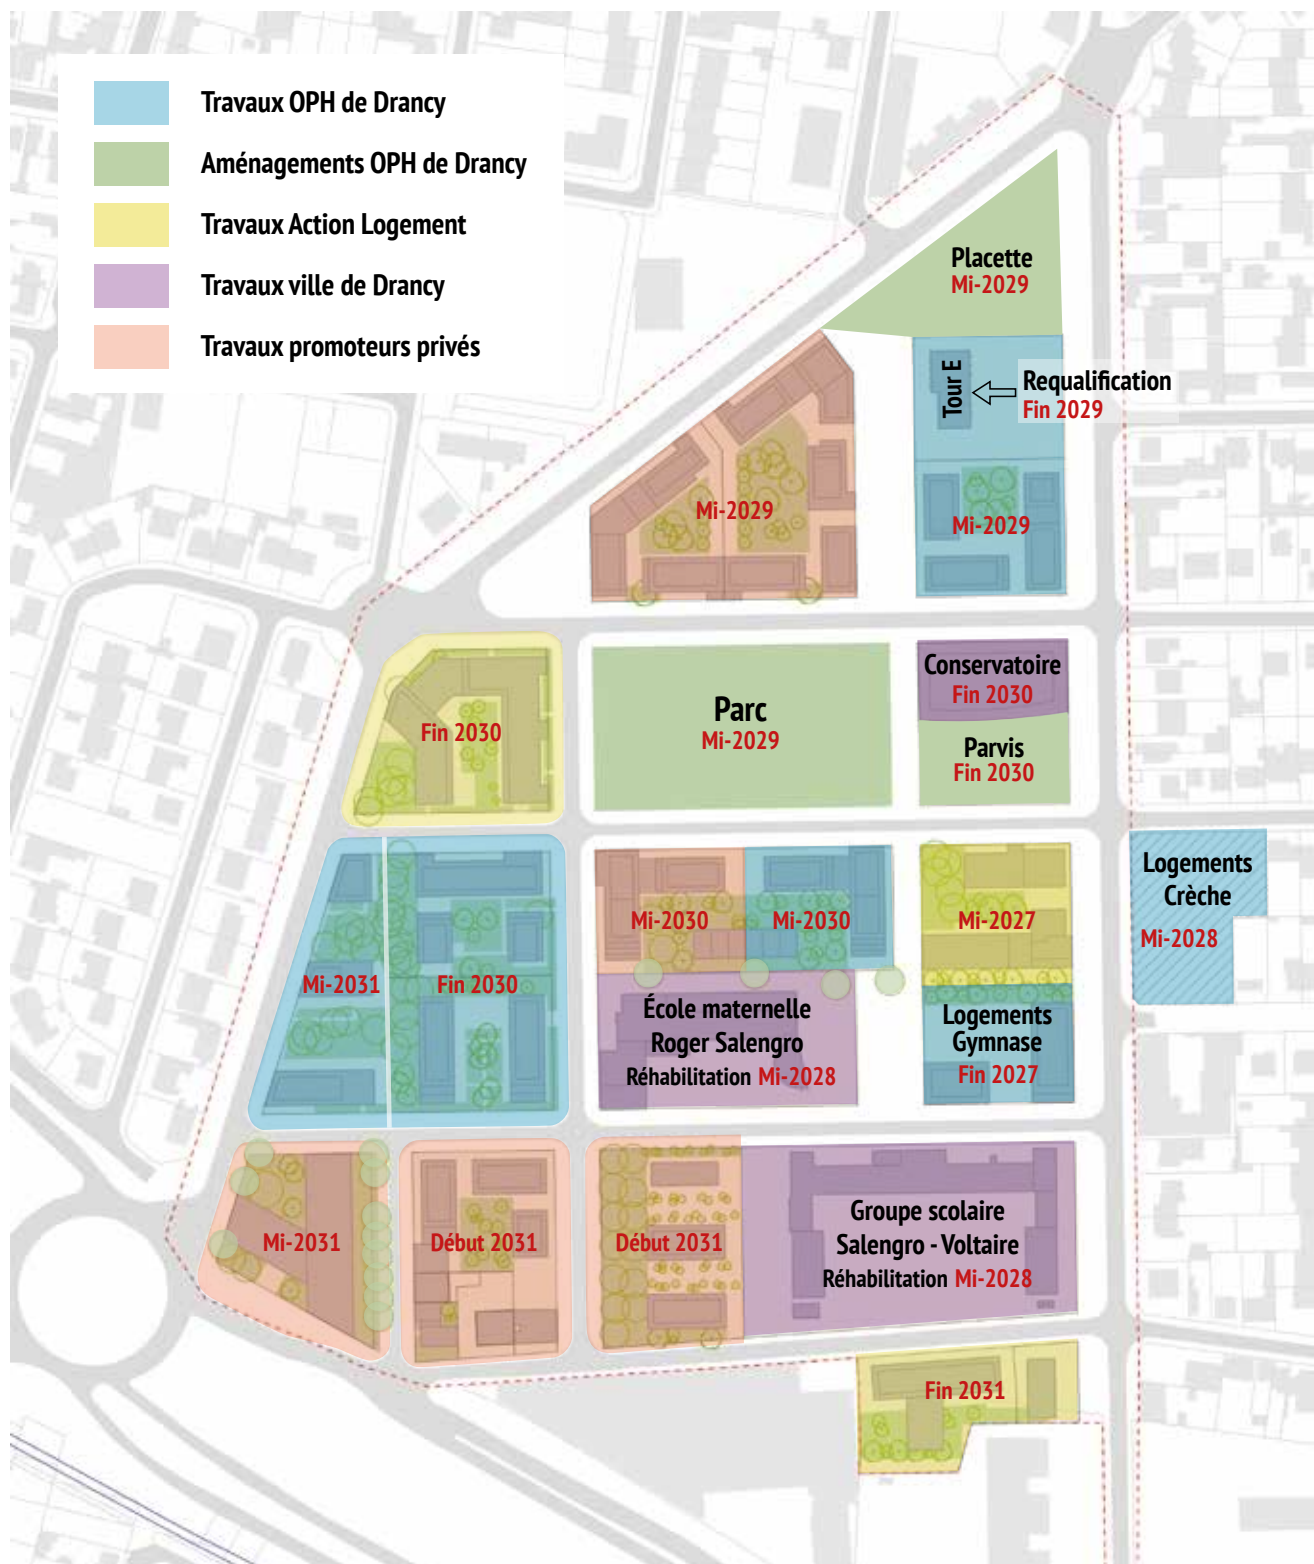 Travaux OPH de Drancy
Aménagements OPH de Drancy
Travaux Action Logement
Travaux ville de Drancy
Travaux promoteurs privés
Placette
Mi-2029
Tour E
Requalification
Fin 2029
Mi-2029
Mi-2029
Fin 2030
Parc
Mi-2029
Conservatoire
Fin 2030
Parvis
Fin 2030
Mi-2031
Fin 2030
Mi-2030
Mi-2030
Mi-2027
Logements
Crèche
Mi-2028
École maternelle
Roger Salengro
Réhabilitation Mi-2028
Logements
Gymnase
Fin 2027
Mi-2031
Début 2031
Début 2031
Groupe scolaire
Salengro - Voltaire
Réhabilitation Mi-2028
Fin 2031